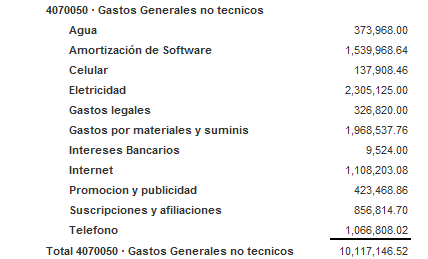 4070050 · Gastos Generales no tecnicos
Agua 373,968.00
Amortización de Software 1,539,968.64
Celular 137,908.46
Eletricidad 2,305,125.00
Gastos legales 326,820.00
Gastos por materiales y suminis 1,968,537.76
Intereses Bancarios 9,524.00
Internet 1,108,203.08
Promocion y publicidad 423,468.86
Suscripciones y afiliaciones 856,814.70
Telefono 1,066,808.02
Total 4070050 · Gastos Generales no tecnicos 10,117,146.52